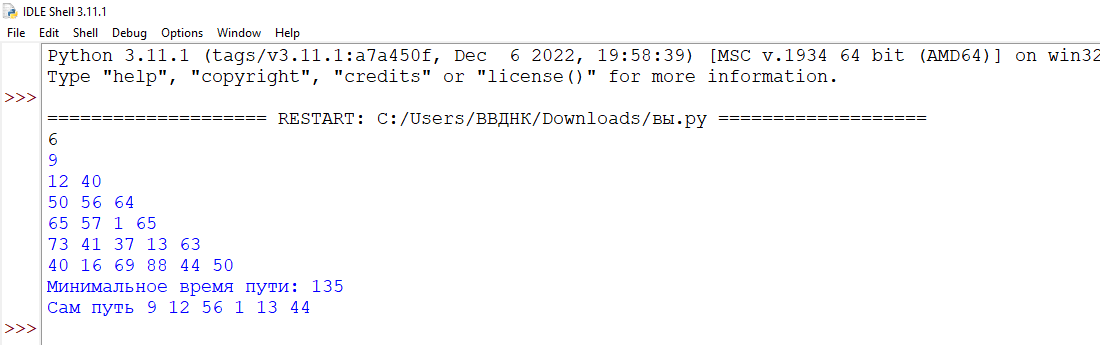 IDLE Shell 3.11.1
File Edit Shell Debug Options Window Help
Python 3.11.1 (tags/v3.11.1:a7a450f, Dec  6 2022, 19:58:39) [MSC v.1934 64 bit (AMD64)] on win32
Type "help", "copyright", "credits" or "license()" for more information.
>>>
==================== RESTART: C:/Users/ВВДНК/Downloads/вы.py ===================
6
9
12 40
50 56 64
65 57 1 65
73 41 37 13 63
40 16 69 88 44 50
Минимальное время пути: 135
Сам путь 9 12 56 1 13 44
>>>